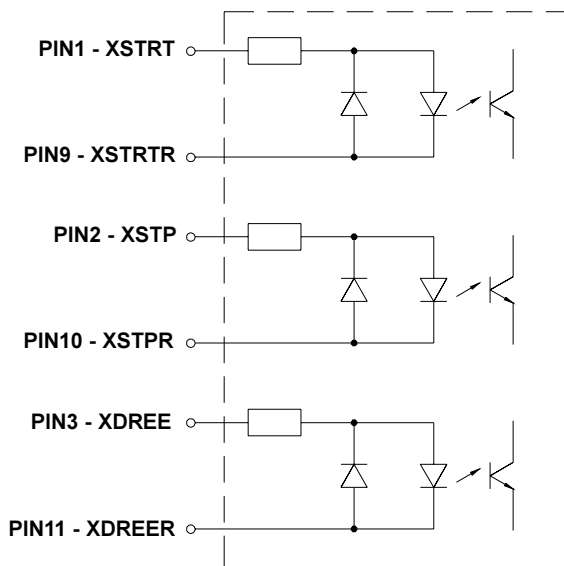 PIN1 - XSTRT
PIN9 - XSTRTR
PIN2 - XSTP
PIN10 - XSTPR
PIN3 - XDREE
PIN11 - XDREER